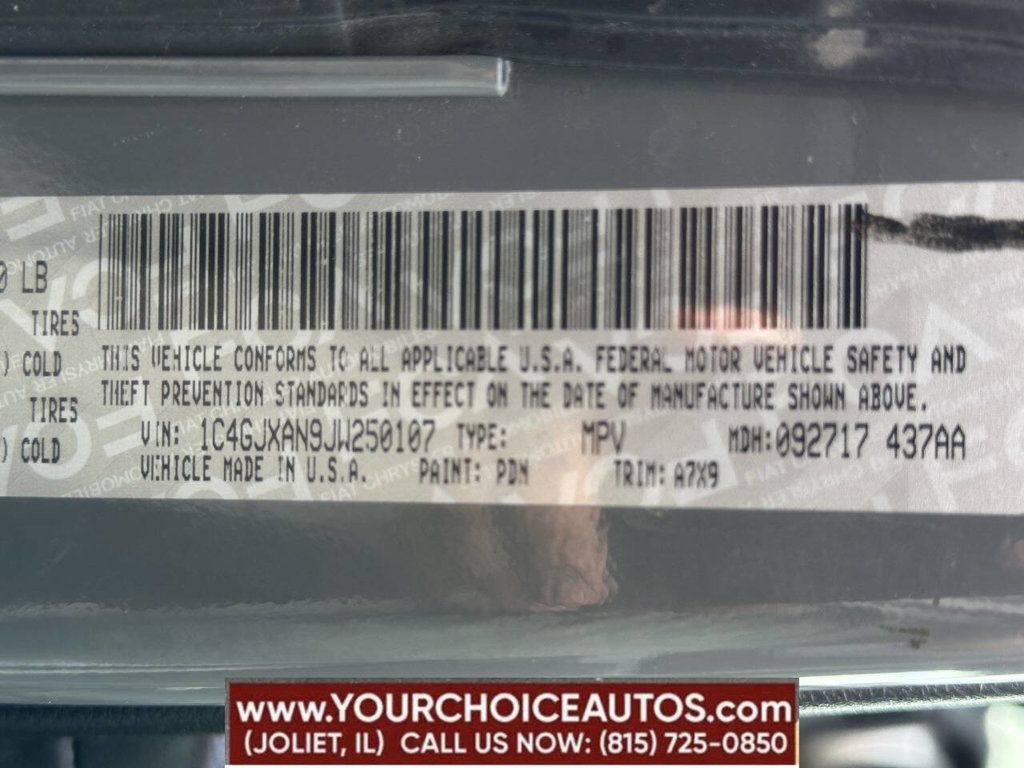 0 LB
TIRES
) COLD
TIRES
) COLD
THIS VEHICLE CONFORMS TO ALL APPLICABLE U.S.A. FEDERAL MOTOR VEHICLE SAFETY AND
THEFT PREVENTION STANDARDS IN EFFECT ON THE DATE OF MANUFACTURE SHOWN ABOVE.
VIN: 1C4GJXAN9JW250107 TYPE: MPV MDH:092717 437AA
VEHICLE MADE IN U.S.A. PAINT: PDN TRIM: A7X9
WWW.YOURCHOICEAUTOS.com
(JOLIET, IL) CALL US NOW: (815) 725-0850